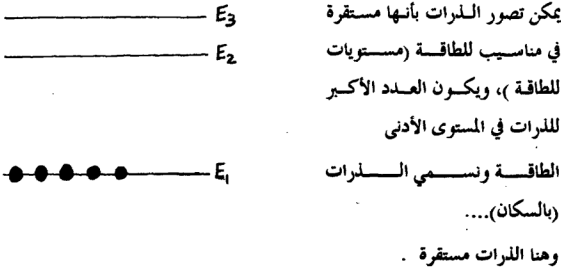 يمكن تصور الذرات بأنها مستقرة
في مناسيب للطاقة (مستويات
للطاقة )، ويكون العدد الأكبر
للذرات في المستوى الأدنى
الطاقة ونسمي الذرات
(بالسكان)....
وهنا الذرات مستقرة .
E₃
E₂
E₁